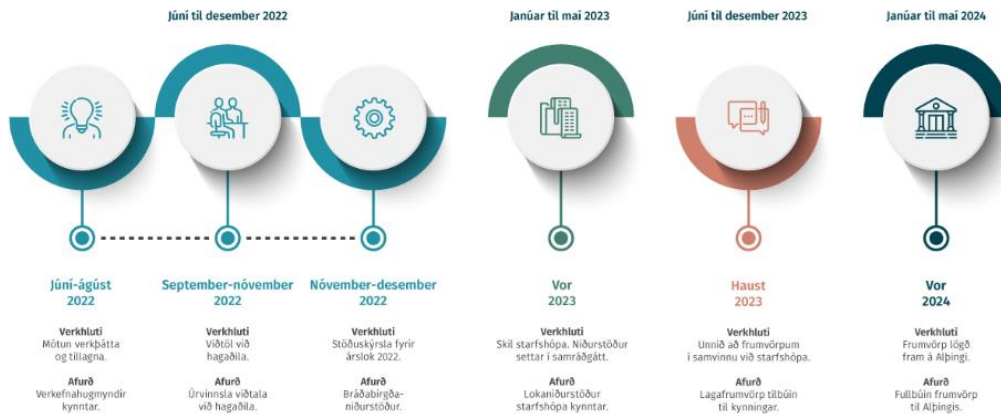 Júní til desember 2022
Janúar til maí 2023
Júní til desember 2023
Janúar til maí 2024
Júní-ágúst
2022
Verkhluti
Mótun verkþátta
og tillagna.
Afurð
Verkefnahugmyndir
kynntar.
September-nóvember
2022
Verkhluti
Viðtöl við
hagaðila.
Afurð
Úrvinnsla viðtala
við hagaðila.
Nóvember-desember
2022
Verkhluti
Stöðuskýrsla fyrir
árslok 2022.
Afurð
Bráðabirgða-
niðurstöður.
Vor
2023
Verkhluti
Skil starfshópa. Niðurstöður
settar í samráðgátt.
Afurð
Lokaniðurstöður
starfshópa kynntar.
Haust
2023
Verkhluti
Unnið að frumvörpum
í samvinnu við starfshópa.
Afurð
Lagafrumvörp tilbúin
til kynningar.
Vor
2024
Verkhluti
Frumvörp lögð
fram á Alþingi.
Afurð
Fullbúin frumvörp
til Alþingis.